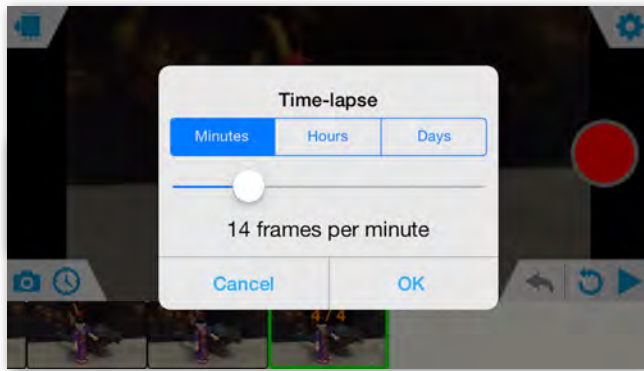 Time-lapse
Minutes Hours Days
14 frames per minute
Cancel OK
4 / 4